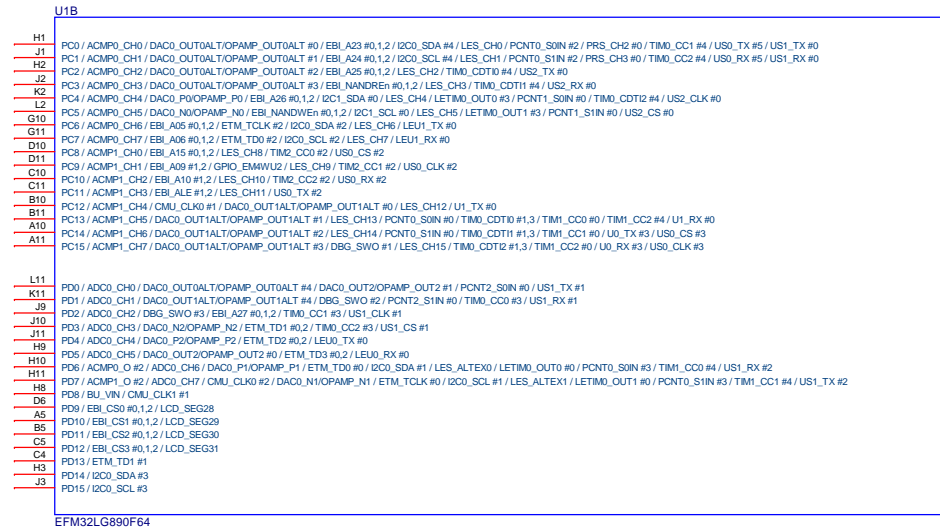 U1B
H1 PC0 / ACMP0_CH0 / DAC0_OUT0ALT/OPAMP_OUT0ALT #0 / EBI_A23 #0,1,2 / I2C0_SDA #4 / LES_CH0 / PCNT0_S0IN #2 / PRS_CH2 #0 / TIM0_CC1 #4 / US0_TX #5 / US1_TX #0
J1 PC1 / ACMP0_CH1 / DAC0_OUT0ALT/OPAMP_OUT0ALT #1 / EBI_A24 #0,1,2 / I2C0_SCL #4 / LES_CH1 / PCNT0_S1IN #2 / PRS_CH3 #0 / TIM0_CC2 #4 / US0_RX #5 / US1_RX #0
H2 PC2 / ACMP0_CH2 / DAC0_OUT0ALT/OPAMP_OUT0ALT #2 / EBI_A25 #0,1,2 / LES_CH2 / TIM0_CDTI0 #4 / US2_TX #0
J2 PC3 / ACMP0_CH3 / DAC0_OUT0ALT/OPAMP_OUT0ALT #3 / EBI_NANDREn #0,1,2 / LES_CH3 / TIM0_CDTI1 #4 / US2_RX #0
K2 PC4 / ACMP0_CH4 / DAC0_P0/OPAMP_P0 / EBI_A26 #0,1,2 / I2C1_SDA #0 / LES_CH4 / LETIM0_OUT0 #3 / PCNT1_S0IN #0 / TIM0_CDTI2 #4 / US2_CLK #0
L2 PC5 / ACMP0_CH5 / DAC0_N0/OPAMP_N0 / EBI_NANDWEn #0,1,2 / I2C1_SCL #0 / LES_CH5 / LETIM0_OUT1 #3 / PCNT1_S1IN #0 / US2_CS #0
G10 PC6 / ACMP0_CH6 / EBI_A05 #0,1,2 / ETM_TCLK #2 / I2C0_SDA #2 / LES_CH6 / LEU1_TX #0
G11 PC7 / ACMP0_CH7 / EBI_A06 #0,1,2 / ETM_TD0 #2 / I2C0_SCL #2 / LES_CH7 / LEU1_RX #0
D10 PC8 / ACMP1_CH0 / EBI_A15 #0,1,2 / LES_CH8 / TIM2_CC0 #2 / US0_CS #2
D11 PC9 / ACMP1_CH1 / EBI_A09 #1,2 / GPIO_EM4WU2 / LES_CH9 / TIM2_CC1 #2 / US0_CLK #2
C10 PC10 / ACMP1_CH2 / EBI_A10 #1,2 / LES_CH10 / TIM2_CC2 #2 / US0_RX #2
C11 PC11 / ACMP1_CH3 / EBI_ALE #1,2 / LES_CH11 / US0_TX #2
B10 PC12 / ACMP1_CH4 / CMU_CLK0 #1 / DAC0_OUT1ALT/OPAMP_OUT1ALT #0 / LES_CH12 / U1_TX #0
B11 PC13 / ACMP1_CH5 / DAC0_OUT1ALT/OPAMP_OUT1ALT #1 / LES_CH13 / PCNT0_S0IN #0 / TIM0_CDTI0 #1,3 / TIM1_CC0 #0 / TIM1_CC2 #4 / U1_RX #0
A10 PC14 / ACMP1_CH6 / DAC0_OUT1ALT/OPAMP_OUT1ALT #2 / LES_CH14 / PCNT0_S1IN #0 / TIM0_CDTI1 #1,3 / TIM1_CC1 #0 / U0_TX #3 / US0_CS #3
A11 PC15 / ACMP1_CH7 / DAC0_OUT1ALT/OPAMP_OUT1ALT #3 / DBG_SWO #1 / LES_CH15 / TIM0_CDTI2 #1,3 / TIM1_CC2 #0 / U0_RX #3 / US0_CLK #3
L11 PD0 / ADC0_CH0 / DAC0_OUT0ALT/OPAMP_OUT0ALT #4 / DAC0_OUT2/OPAMP_OUT2 #1 / PCNT2_S0IN #0 / US1_TX #1
K11 PD1 / ADC0_CH1 / DAC0_OUT1ALT/OPAMP_OUT1ALT #4 / DBG_SWO #2 / PCNT2_S1IN #0 / TIM0_CC0 #3 / US1_RX #1
J9 PD2 / ADC0_CH2 / DBG_SWO #3 / EBI_A27 #0,1,2 / TIM0_CC1 #3 / US1_CLK #1
J10 PD3 / ADC0_CH3 / DAC0_N2/OPAMP_N2 / ETM_TD1 #0,2 / TIM0_CC2 #3 / US1_CS #1
J11 PD4 / ADC0_CH4 / DAC0_P2/OPAMP_P2 / ETM_TD2 #0,2 / LEU0_TX #0
H9 PD5 / ADC0_CH5 / DAC0_OUT2/OPAMP_OUT2 #0 / ETM_TD3 #0,2 / LEU0_RX #0
H10 PD6 / ACMP0_O #2 / ADC0_CH6 / DAC0_P1/OPAMP_P1 / ETM_TD0 #0 / I2C0_SDA #1 / LES_ALTEX0 / LETIM0_OUT0 #0 / PCNT0_S0IN #3 / TIM1_CC0 #4 / US1_RX #2
H11 PD7 / ACMP1_O #2 / ADC0_CH7 / CMU_CLK0 #2 / DAC0_N1/OPAMP_N1 / ETM_TCLK #0 / I2C0_SCL #1 / LES_ALTEX1 / LETIM0_OUT1 #0 / PCNT0_S1IN #3 / TIM1_CC1 #4 / US1_TX #2
H8 PD8 / BU_VIN / CMU_CLK1 #1
D6 PD9 / EBI_CS0 #0,1,2 / LCD_SEG28
A5 PD10 / EBI_CS1 #0,1,2 / LCD_SEG29
B5 PD11 / EBI_CS2 #0,1,2 / LCD_SEG30
C5 PD12 / EBI_CS3 #0,1,2 / LCD_SEG31
C4 PD13 / ETM_TD1 #1
H3 PD14 / I2C0_SDA #3
J3 PD15 / I2C0_SCL #3
EFM32LG890F64